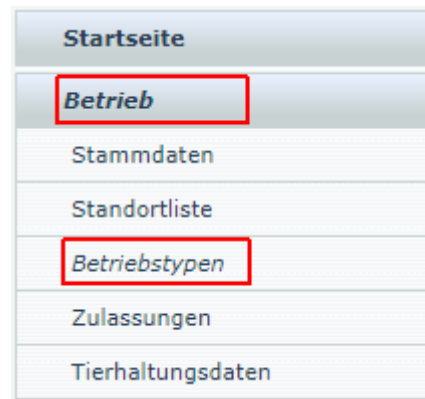 Startseite
Betrieb
Stammdaten
Standortliste
Betriebstypen
Zulassungen
Tierhaltungsdaten